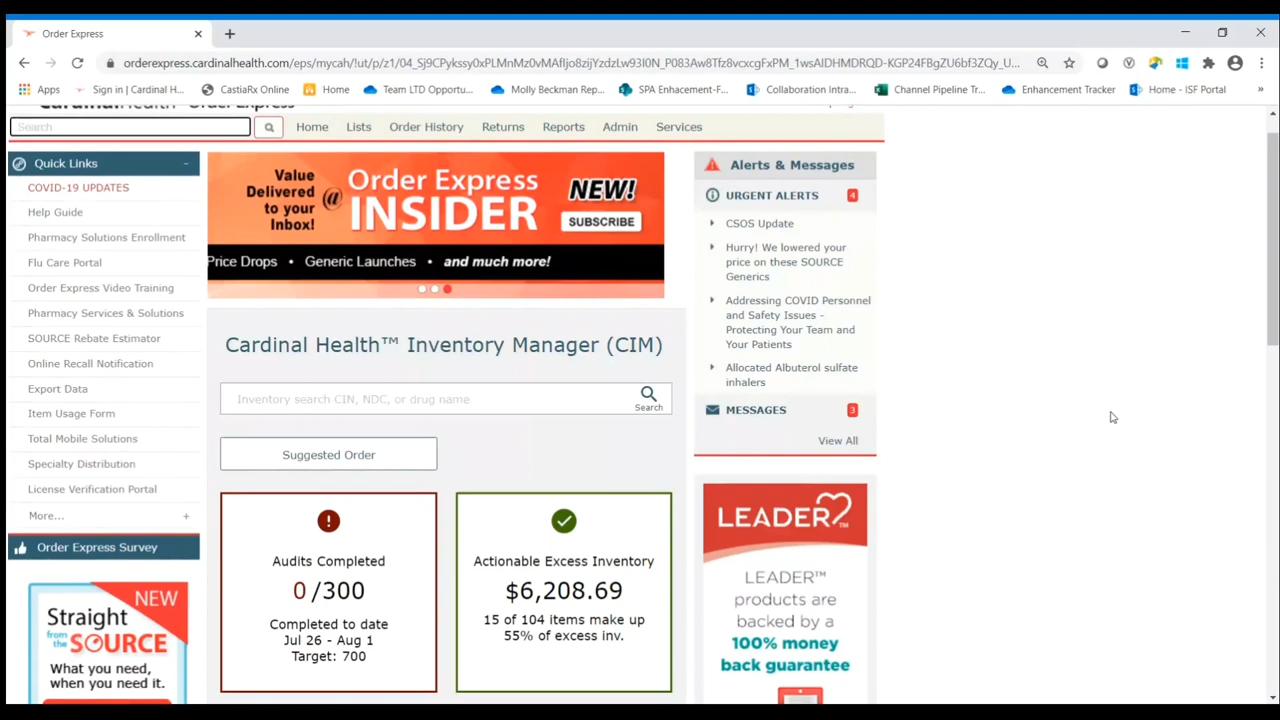 Order Express
orderexpress.cardinalhealth.com/eps/mycah/!ut/p/z1/
Apps
Sign in | Cardinal H...
CastiaRx Online
Home
Team LTD Opportu...
Molly Beckman Rep...
SPA Enhacement-F...
Collaboration Intra...
Channel Pipeline Tr...
Enhancement Tracker
Home - ISF Portal
»
Search
Home
Lists
Order History
Returns
Reports
Admin
Services
Quick Links
COVID-19 UPDATES
Help Guide
Pharmacy Solutions Enrollment
Flu Care Portal
Order Express Video Training
Pharmacy Services & Solutions
SOURCE Rebate Estimator
Online Recall Notification
Export Data
Item Usage Form
Total Mobile Solutions
Specialty Distribution
License Verification Portal
More... +
Order Express Survey
NEW
Straight
from the SOURCE
What you need,
when you need it.
Value
Delivered
to your
Inbox!
@
Order Express
INSIDER
NEW!
SUBSCRIBE
Price Drops • Generic Launches • and much more!
Cardinal Health™ Inventory Manager (CIM)
Inventory search CIN, NDC, or drug name
Search
Suggested Order
Audits Completed
0 /300
Completed to date
Jul 26 - Aug 1
Target: 700
Actionable Excess Inventory
$6,208.69
15 of 104 items make up
55% of excess inv.
Alerts & Messages
URGENT ALERTS 4
CSOS Update
Hurry! We lowered your
price on these SOURCE
Generics
Addressing COVID Personnel
and Safety Issues -
Protecting Your Team and
Your Patients
Allocated Albuterol sulfate
inhalers
MESSAGES 3
View All
LEADER™
LEADER™
products are
backed by a
100% money
back guarantee